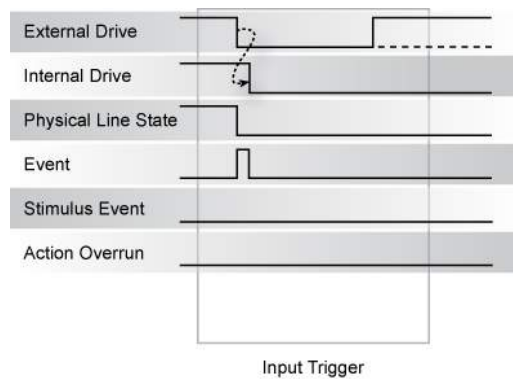 External Drive
Internal Drive
Physical Line State
Event
Stimulus Event
Action Overrun
Input Trigger